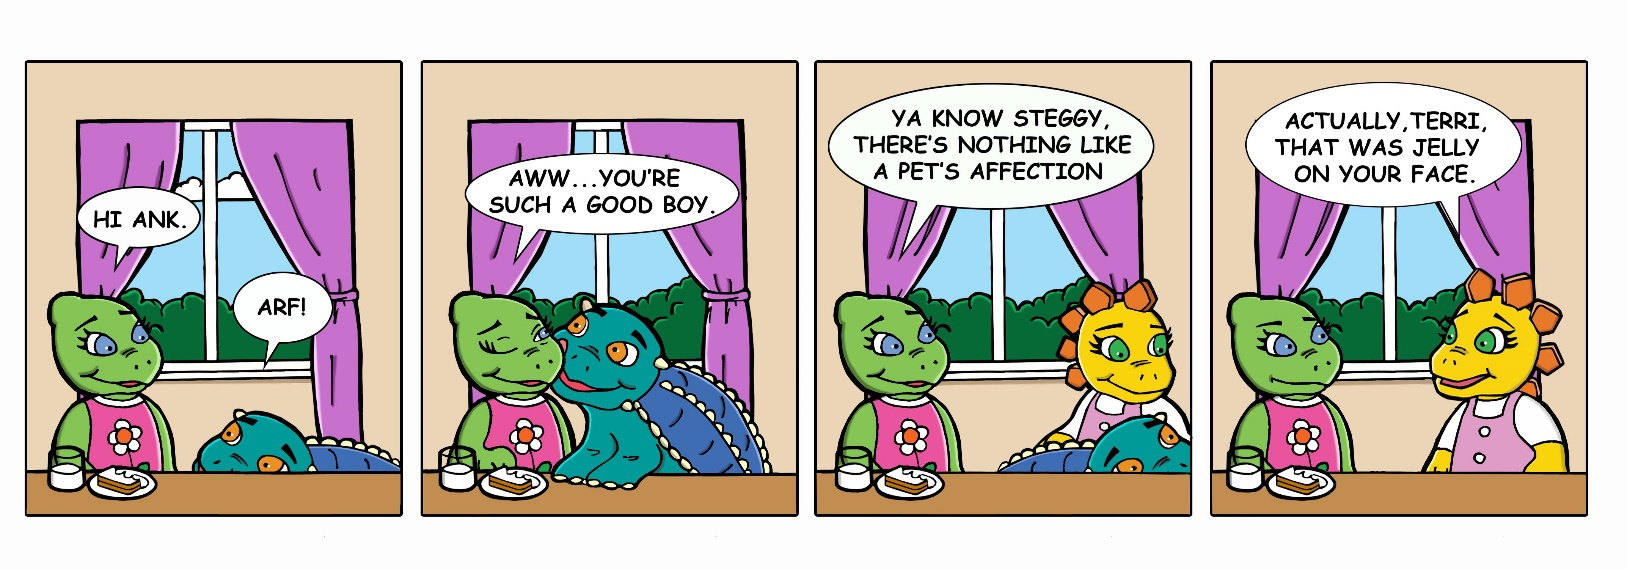 HI ANK.
ARF!
AWW...YOU'RE
SUCH A GOOD BOY.
YA KNOW STEGGY,
THERE'S NOTHING LIKE
A PET'S AFFECTION
ACTUALLY, TERRI,
THAT WAS JELLY
ON YOUR FACE.